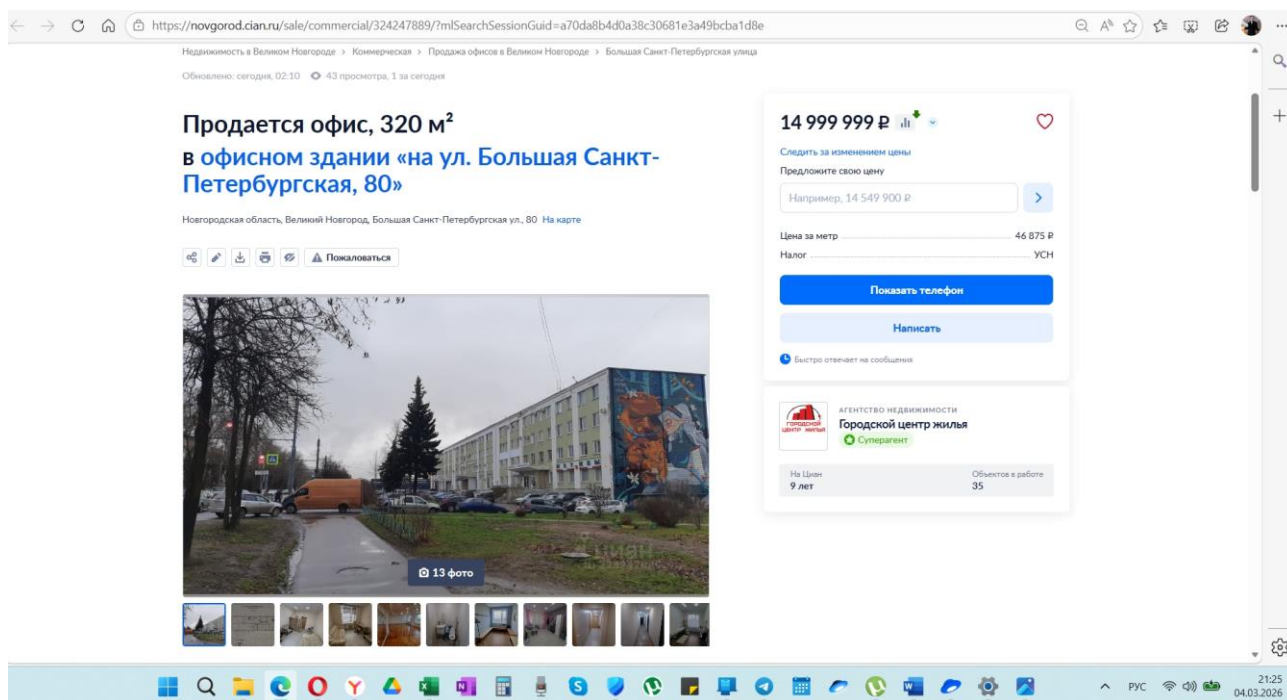 https://novgorod.cian.ru/sale/commercial/324247889/?mlSearchSessionGuid=a70da8b4d0a38c30681e3a49bcba1d8e
Недвижимость в Великом Новгороде > Коммерческая > Продажа офисов в Великом Новгороде > Большая Санкт-Петербургская улица
Обновлено: сегодня, 02:10 43 просмотра, 1 за сегодня
Продается офис, 320 м²
в офисном здании «на ул. Большая Санкт-
Петербургская, 80»
Новгородская область, Великий Новгород, Большая Санкт-Петербургская ул., 80 На карте
Пожаловаться
13 фото
циан
14 999 999 ₽
Следить за изменением цены
Предложите свою цену
Например, 14 549 900 ₽
Цена за метр 46 875 ₽
Налог УСН
Показать телефон
Написать
Быстро отвечает на сообщения
ГОРОДСКОЙ
ЦЕНТР ЖИЛЬЯ
АГЕНТСТВО НЕДВИЖИМОСТИ
Городской центр жилья
Суперагент
На Циан Объектов в работе
9 лет 35
РУС
21:23